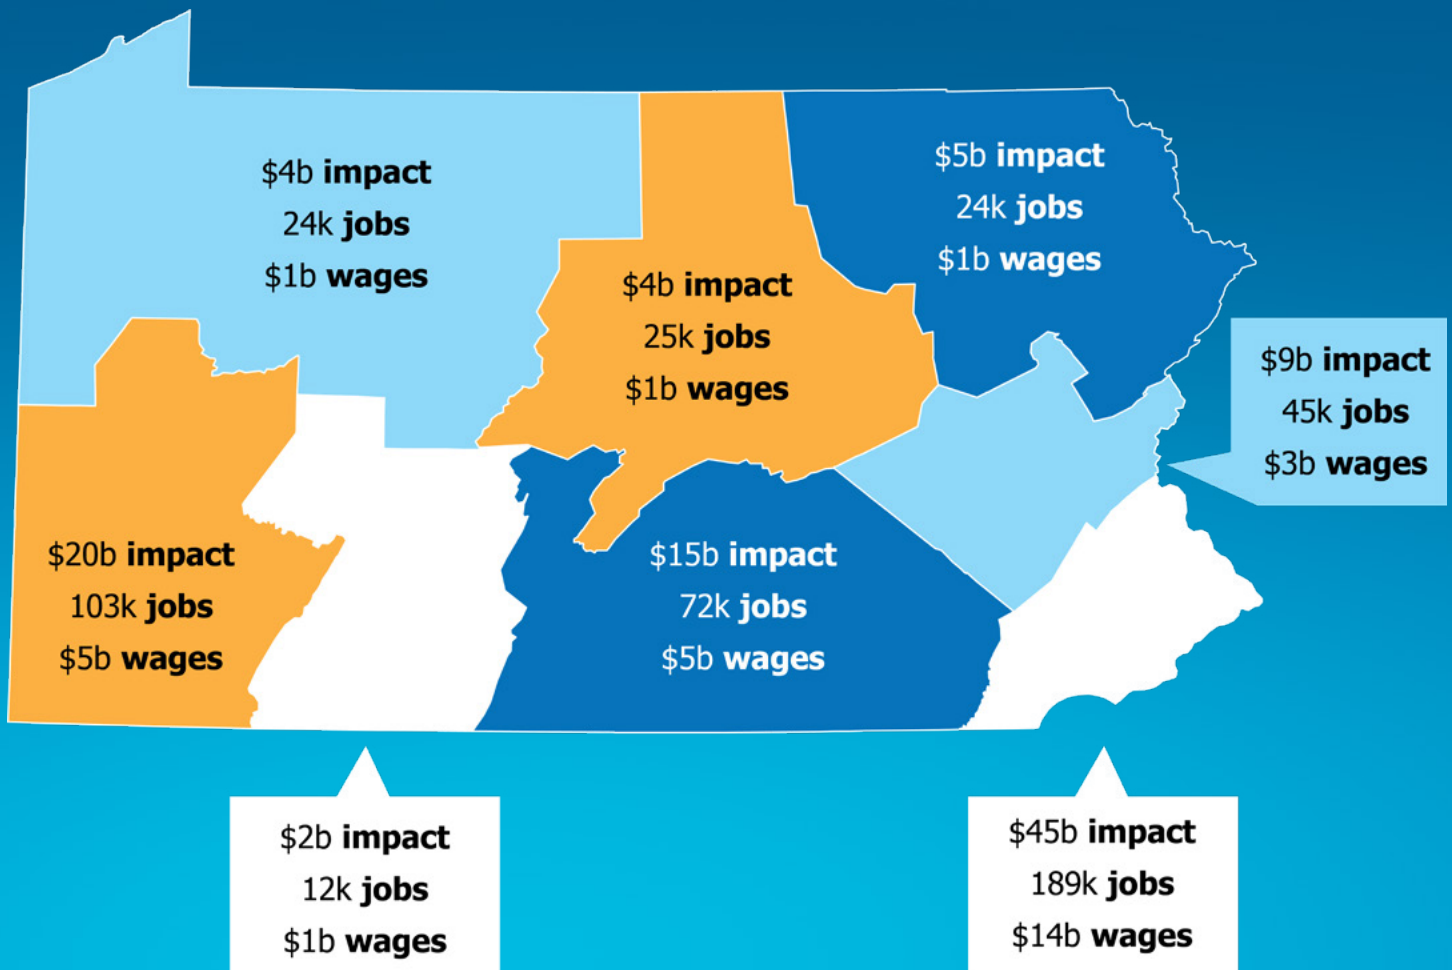 $4b impact
24k jobs
$1b wages
$5b impact
24k jobs
$1b wages
$4b impact
25k jobs
$1b wages
$9b impact
45k jobs
$3b wages
$20b impact
103k jobs
$5b wages
$15b impact
72k jobs
$5b wages
$2b impact
12k jobs
$1b wages
$45b impact
189k jobs
$14b wages